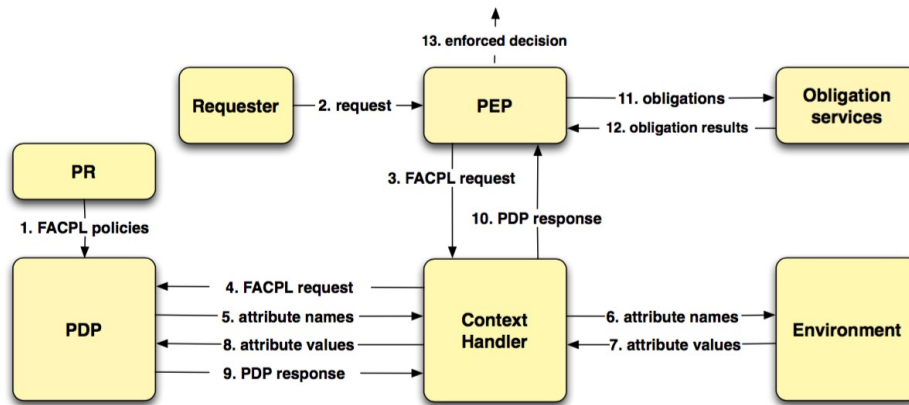 13. enforced decision
Requester
2. request
PEP
11. obligations
12. obligation results
Obligation
services
PR
3. FACPL request
10. PDP response
1. FACPL policies
PDP
4. FACPL request
5. attribute names
8. attribute values
9. PDP response
Context
Handler
6. attribute names
7. attribute values
Environment